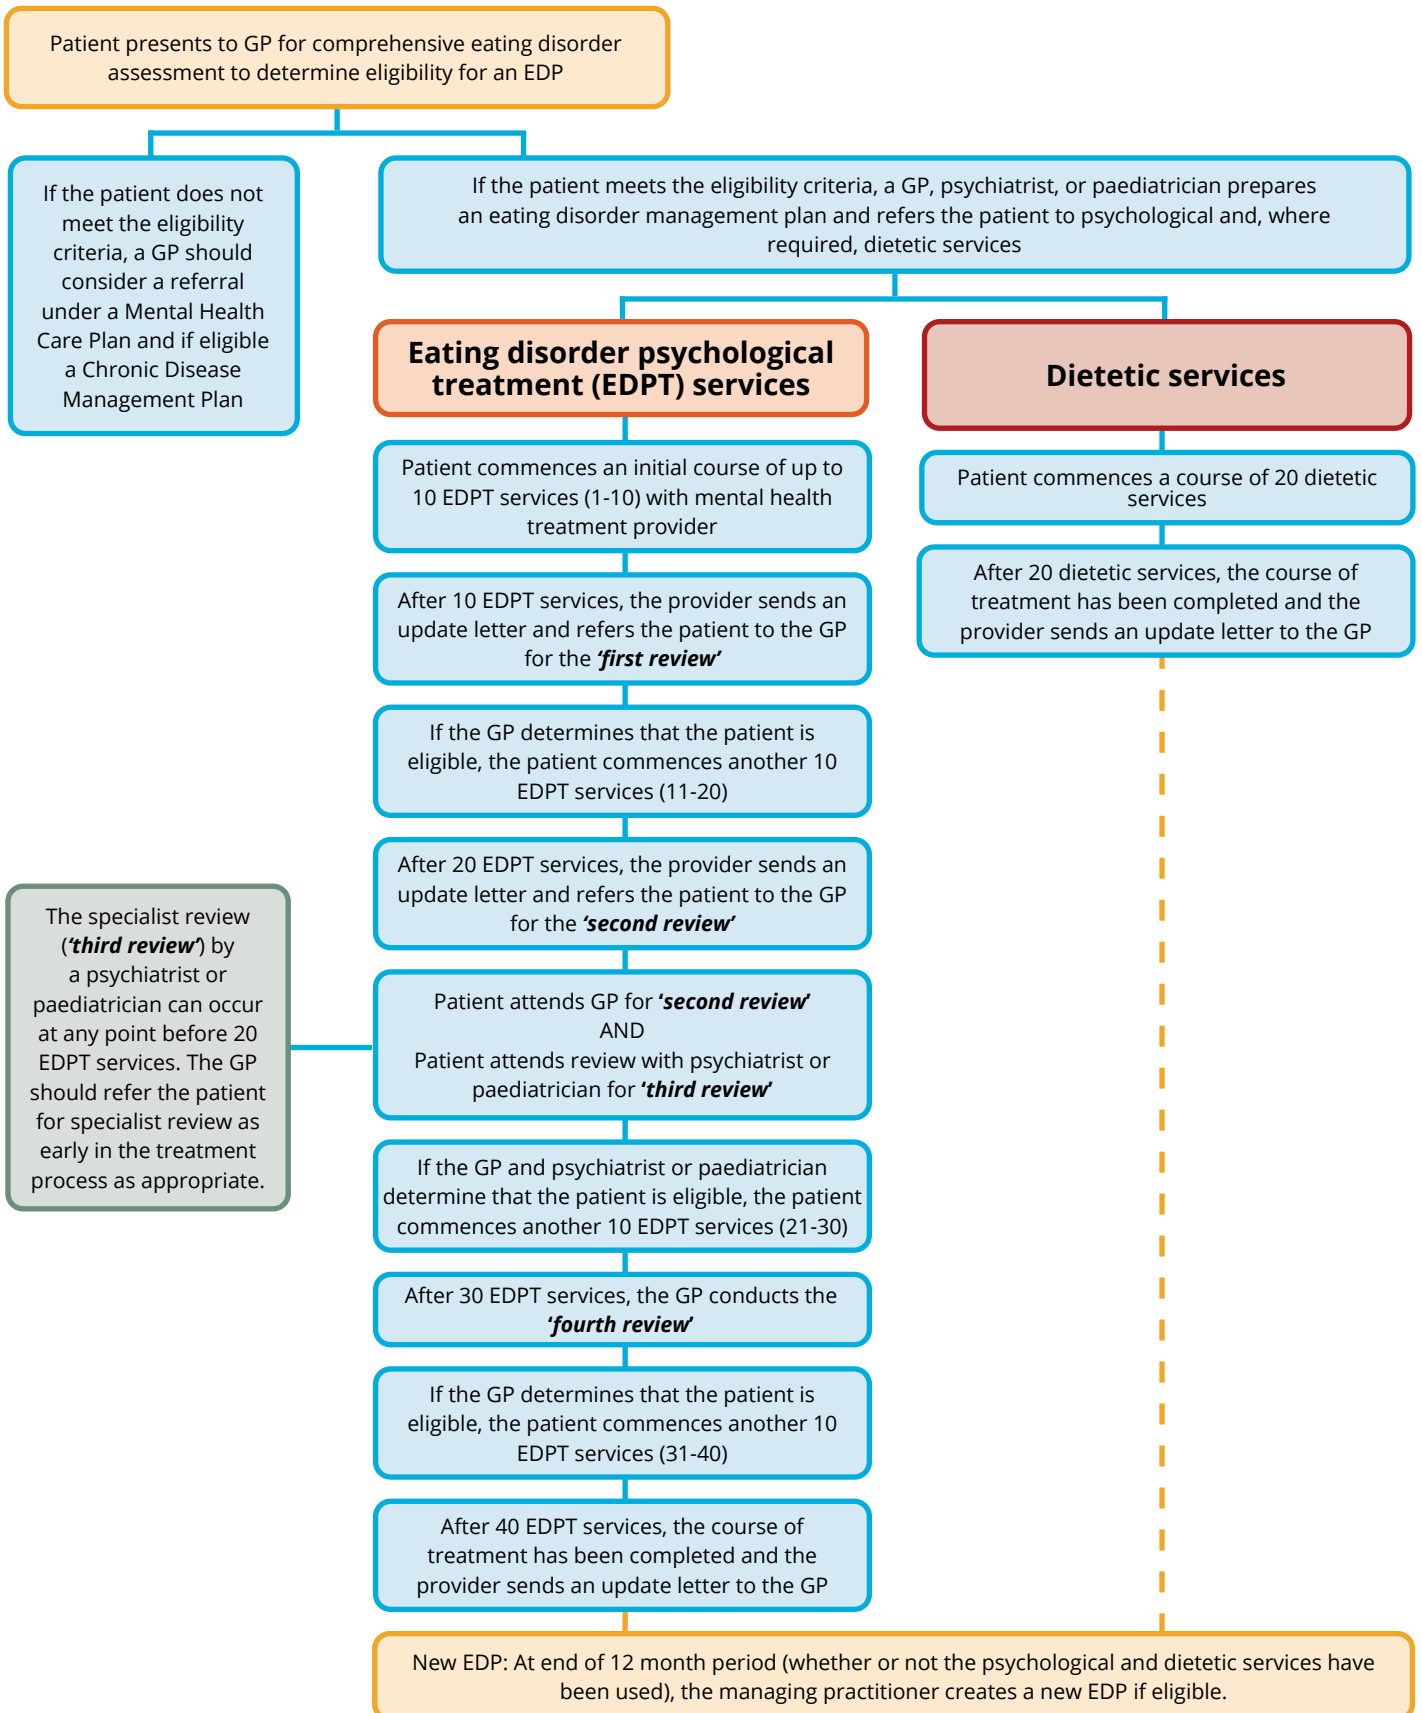 Patient presents to GP for comprehensive eating disorder
assessment to determine eligibility for an EDP
If the patient does not
meet the eligibility
criteria, a GP should
consider a referral
under a Mental Health
Care Plan and if eligible
a Chronic Disease
Management Plan
If the patient meets the eligibility criteria, a GP, psychiatrist, or paediatrician prepares
an eating disorder management plan and refers the patient to psychological and, where
required, dietetic services
Eating disorder psychological
treatment (EDPT) services
Patient commences an initial course of up to
10 EDPT services (1-10) with mental health
treatment provider
After 10 EDPT services, the provider sends an
update letter and refers the patient to the GP
for the ‘first review’
If the GP determines that the patient is
eligible, the patient commences another 10
EDPT services (11-20)
After 20 EDPT services, the provider sends an
update letter and refers the patient to the GP
for the ‘second review’
The specialist review
(‘third review’) by
a psychiatrist or
paediatrician can occur
at any point before 20
EDPT services. The GP
should refer the patient
for specialist review as
early in the treatment
process as appropriate.
Patient attends GP for 'second review'
AND
Patient attends review with psychiatrist or
paediatrician for 'third review'
If the GP and psychiatrist or paediatrician
determine that the patient is eligible, the patient
commences another 10 EDPT services (21-30)
After 30 EDPT services, the GP conducts the
'fourth review'
If the GP determines that the patient is
eligible, the patient commences another 10
EDPT services (31-40)
After 40 EDPT services, the course of
treatment has been completed and the
provider sends an update letter to the GP
Dietetic services
Patient commences a course of 20 dietetic
services
After 20 dietetic services, the course of
treatment has been completed and the
provider sends an update letter to the GP
New EDP: At end of 12 month period (whether or not the psychological and dietetic services have
been used), the managing practitioner creates a new EDP if eligible.